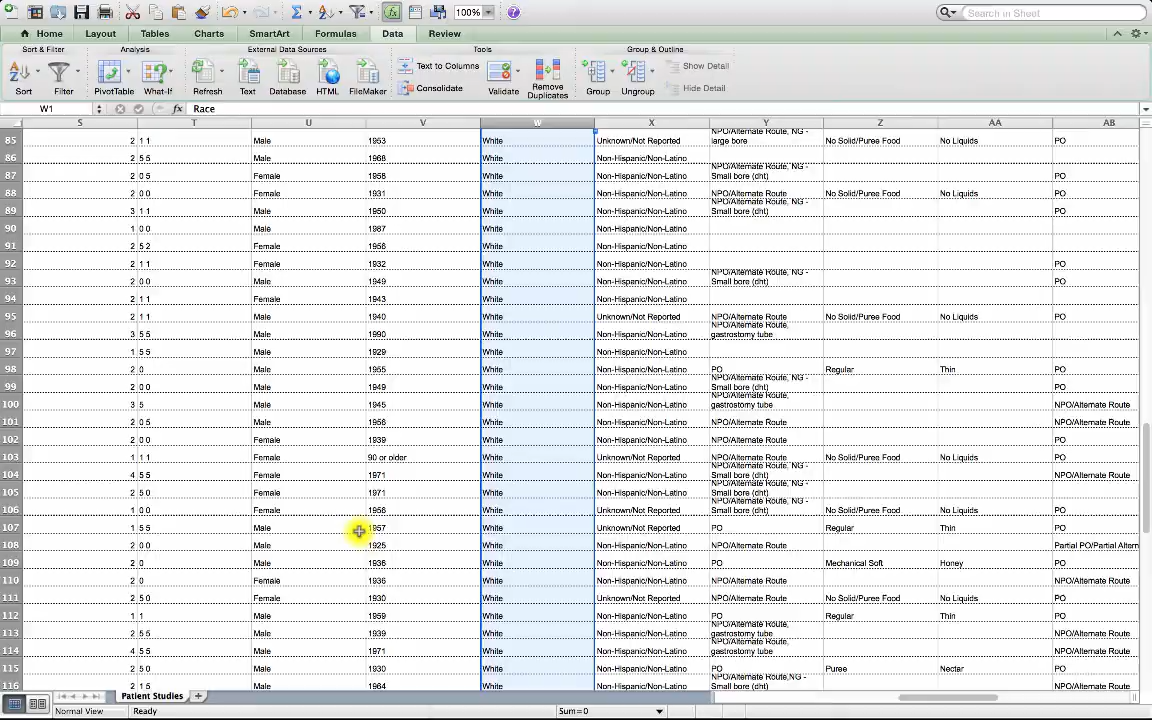 100%
Search in Sheet
Home Layout Tables Charts SmartArt Formulas Data Review
Sort & Filter Analysis External Data Sources Tools Group & Outline
Text to Columns Show Detail
Consolidate Hide Detail
Sort Filter PivotTable What-If Refresh Text Database HTML FileMaker Validate Remove Duplicates Group Ungroup
W1 fx Race
S T U V W X Y Z AA AB
85 2 1 1 Male 1953 White Unknown/Not Reported NPO/Alternate Route, NG - large bore No Solid/Puree Food No Liquids PO
86 2 5 5 Male 1968 White Non-Hispanic/Non-Latino
87 2 0 5 Female 1958 White Non-Hispanic/Non-Latino NPO/Alternate Route, NG - Small bore (dht) PO
88 2 0 0 Female 1931 White Non-Hispanic/Non-Latino NPO/Alternate Route No Solid/Puree Food No Liquids PO
89 3 1 1 Male 1950 White Non-Hispanic/Non-Latino NPO/Alternate Route, NG - Small bore (dht) PO
90 1 0 0 Male 1987 White Non-Hispanic/Non-Latino
91 2 5 2 Female 1956 White Non-Hispanic/Non-Latino
92 2 1 1 Female 1932 White Non-Hispanic/Non-Latino PO
93 2 0 0 Male 1949 White Non-Hispanic/Non-Latino NPO/Alternate Route, NG - Small bore (dht) PO
94 2 1 1 Female 1943 White Non-Hispanic/Non-Latino
95 2 1 1 Male 1940 White Unknown/Not Reported NPO/Alternate Route No Solid/Puree Food No Liquids PO
96 3 5 5 Male 1990 White Non-Hispanic/Non-Latino NPO/Alternate Route, gastrostomy tube
97 1 5 5 Male 1929 White Non-Hispanic/Non-Latino
98 2 0 Male 1955 White Non-Hispanic/Non-Latino PO Regular Thin PO
99 2 0 0 Male 1949 White Non-Hispanic/Non-Latino NPO/Alternate Route, NG - Small bore (dht) PO
100 3 5 Male 1945 White Non-Hispanic/Non-Latino NPO/Alternate Route, gastrostomy tube NPO/Alternate Route
101 2 0 5 Male 1956 White Non-Hispanic/Non-Latino NPO/Alternate Route NPO/Alternate Route
102 2 0 0 Female 1939 White Non-Hispanic/Non-Latino NPO/Alternate Route PO
103 1 1 1 Female 90 or older White Unknown/Not Reported NPO/Alternate Route No Solid/Puree Food No Liquids PO
104 4 5 5 Female 1971 White Non-Hispanic/Non-Latino NPO/Alternate Route, NG - Small bore (dht) NPO/Alternate Route
105 2 5 0 Female 1971 White Non-Hispanic/Non-Latino NPO/Alternate Route, NG - Small bore (dht)
106 1 0 0 Female 1956 White Unknown/Not Reported NPO/Alternate Route, NG - Small bore (dht) No Solid/Puree Food No Liquids PO
107 1 5 5 Male 1957 White Unknown/Not Reported PO Regular Thin PO
108 2 0 0 Male 1925 White Non-Hispanic/Non-Latino NPO/Alternate Route Partial PO/Partial Altern
109 2 0 Male 1936 White Non-Hispanic/Non-Latino PO Mechanical Soft Honey PO
110 2 0 Female 1936 White Non-Hispanic/Non-Latino NPO/Alternate Route NPO/Alternate Route
111 2 5 0 Female 1930 White Unknown/Not Reported NPO/Alternate Route No Solid/Puree Food No Liquids PO
112 1 1 Male 1959 White Non-Hispanic/Non-Latino PO Regular Thin PO
113 2 5 5 Male 1939 White Non-Hispanic/Non-Latino NPO/Alternate Route, gastrostomy tube NPO/Alternate Route
114 4 5 5 Male 1971 White Non-Hispanic/Non-Latino NPO/Alternate Route, gastrostomy tube NPO/Alternate Route
115 2 5 0 Male 1930 White Non-Hispanic/Non-Latino PO Puree Nectar PO
116 2 1 5 Male 1964 White Non-Hispanic/Non-Latino NPO/Alternate Route,NG - Small bore (dht) PO
Patient Studies
Normal View Ready Sum=0